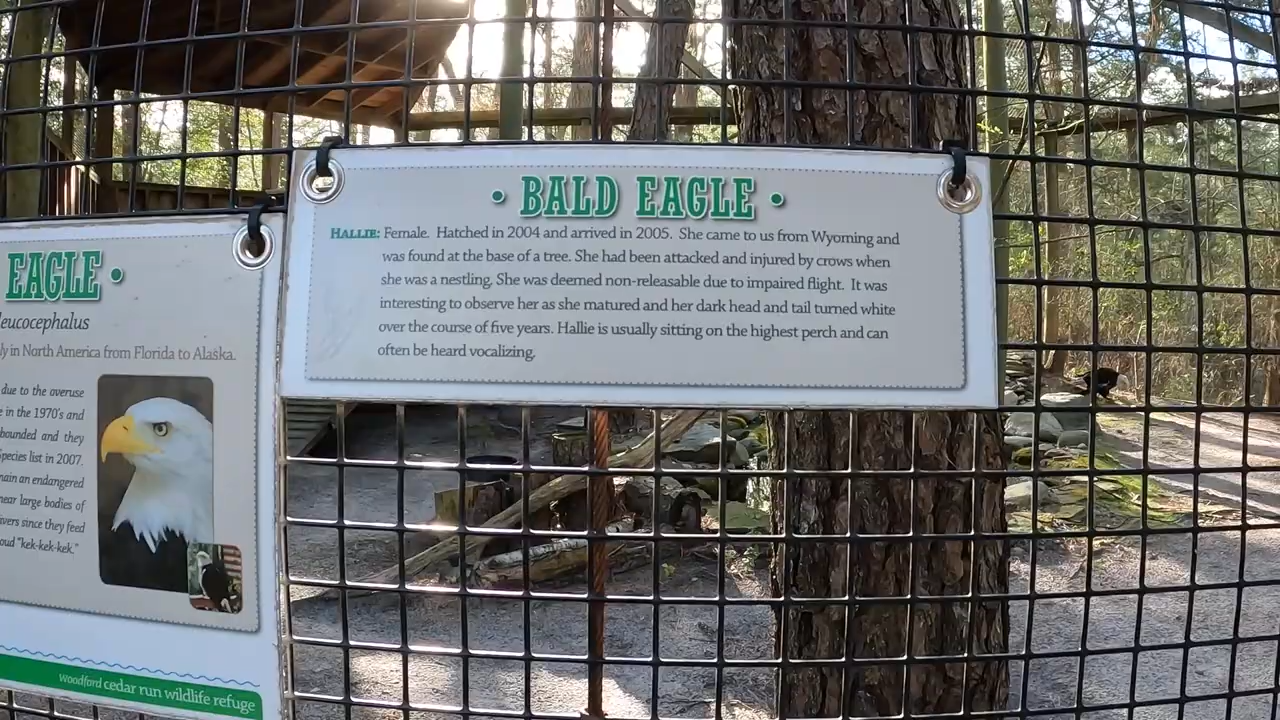 • BALD EAGLE •
HALLIE: Female. Hatched in 2004 and arrived in 2005. She came to us from Wyoming and
was found at the base of a tree. She had been attacked and injured by crows when
she was a nestling. She was deemed non-releasable due to impaired flight. It was
interesting to observe her as she matured and her dark head and tail turned white
over the course of five years. Hallie is usually sitting on the highest perch and can
often be heard vocalizing.
EAGLE •
leucocephalus
ly in North America from Florida to Alaska.
due to the overuse
e in the 1970's and
bounded and they
species list in 2007.
main an endangered
near large bodies of
vers since they feed
oud "kek-kek-kek."
Woodford cedar run wildlife refuge